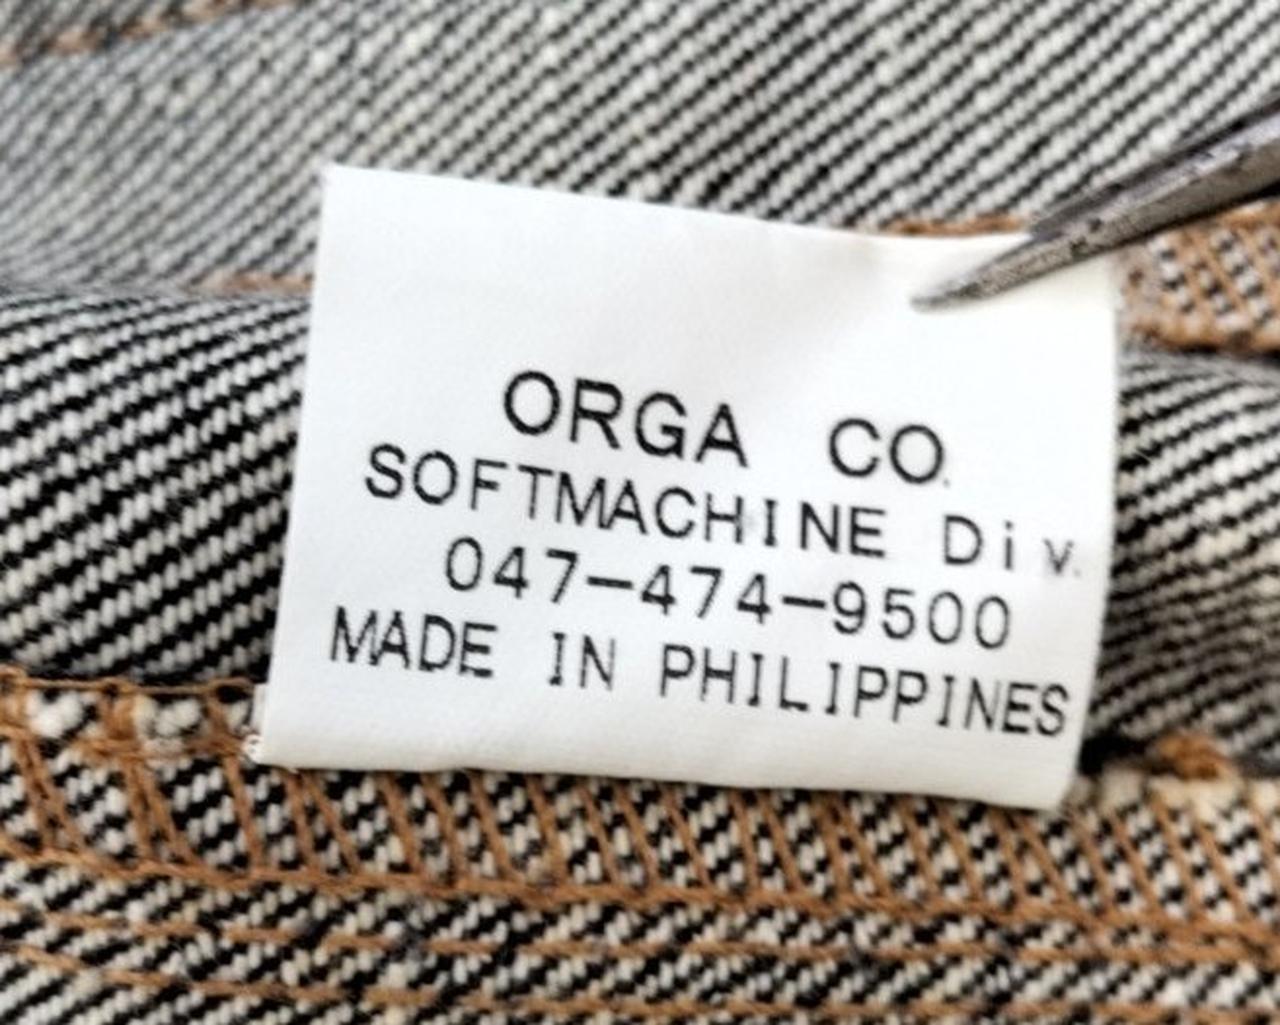 ORGA CO.
SOFTMACHINE Div.
047-474-9500
MADE IN PHILIPPINES